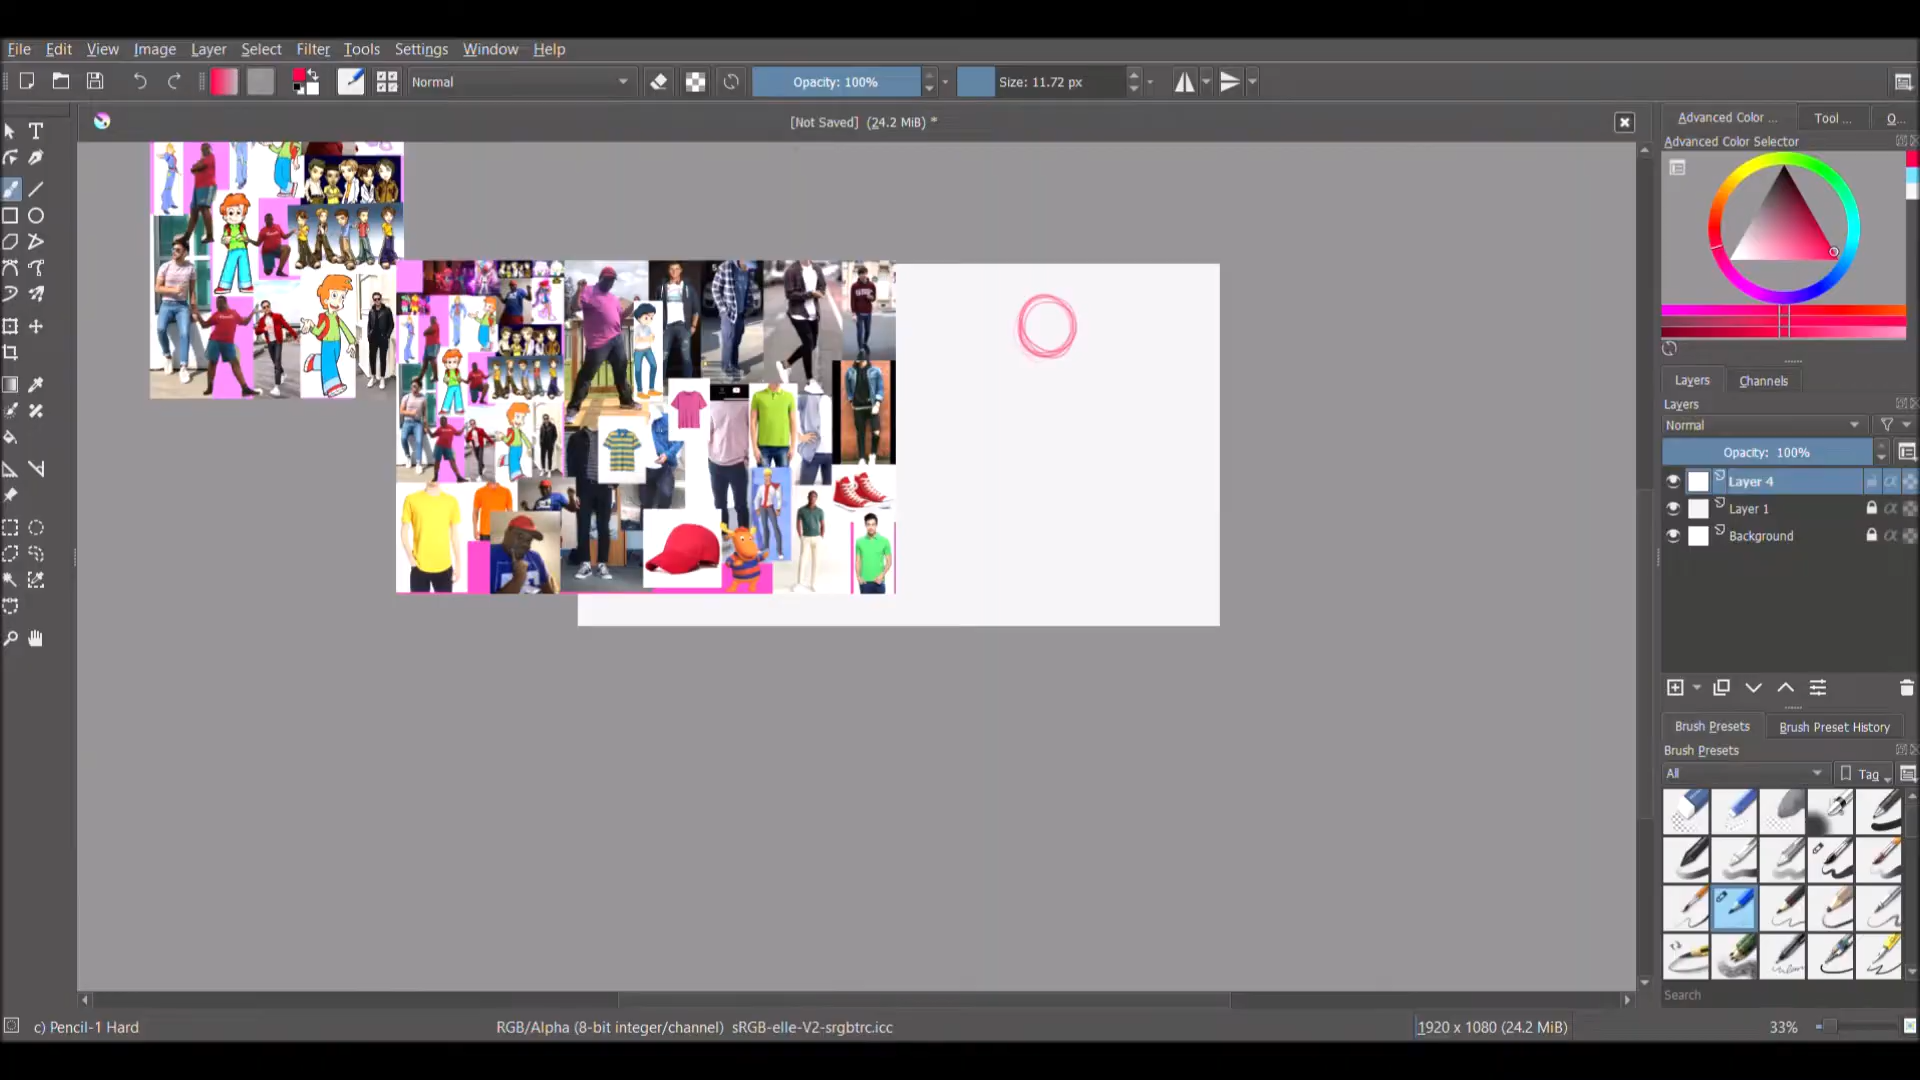 File Edit View Image Layer Select Filter Tools Settings Window Help
Normal Opacity: 100% Size: 11.72 px
[Not Saved] (24.2 MiB) *
Advanced Color ... Tool ... O...
Advanced Color Selector
Layers Channels
Layers
Normal
Opacity: 100%
Layer 4
Layer 1
Background
Brush Presets Brush Preset History
Brush Presets
All Tag
Search
c) Pencil-1 Hard RGB/Alpha (8-bit integer/channel) sRGB-elle-V2-srgbtrc.icc 1920 x 1080 (24.2 MiB) 33%